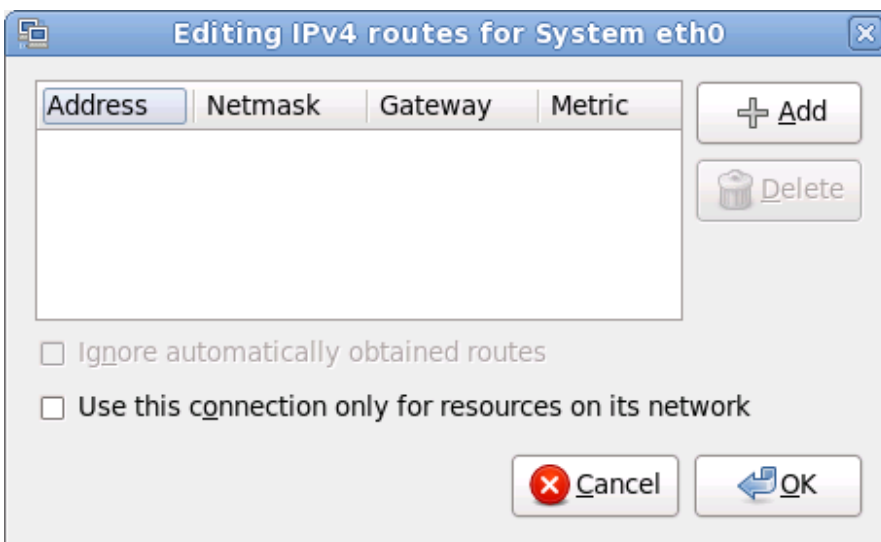 Editing IPv4 routes for System eth0
Address Netmask Gateway Metric
Add
Delete
Ignore automatically obtained routes
Use this connection only for resources on its network
Cancel OK